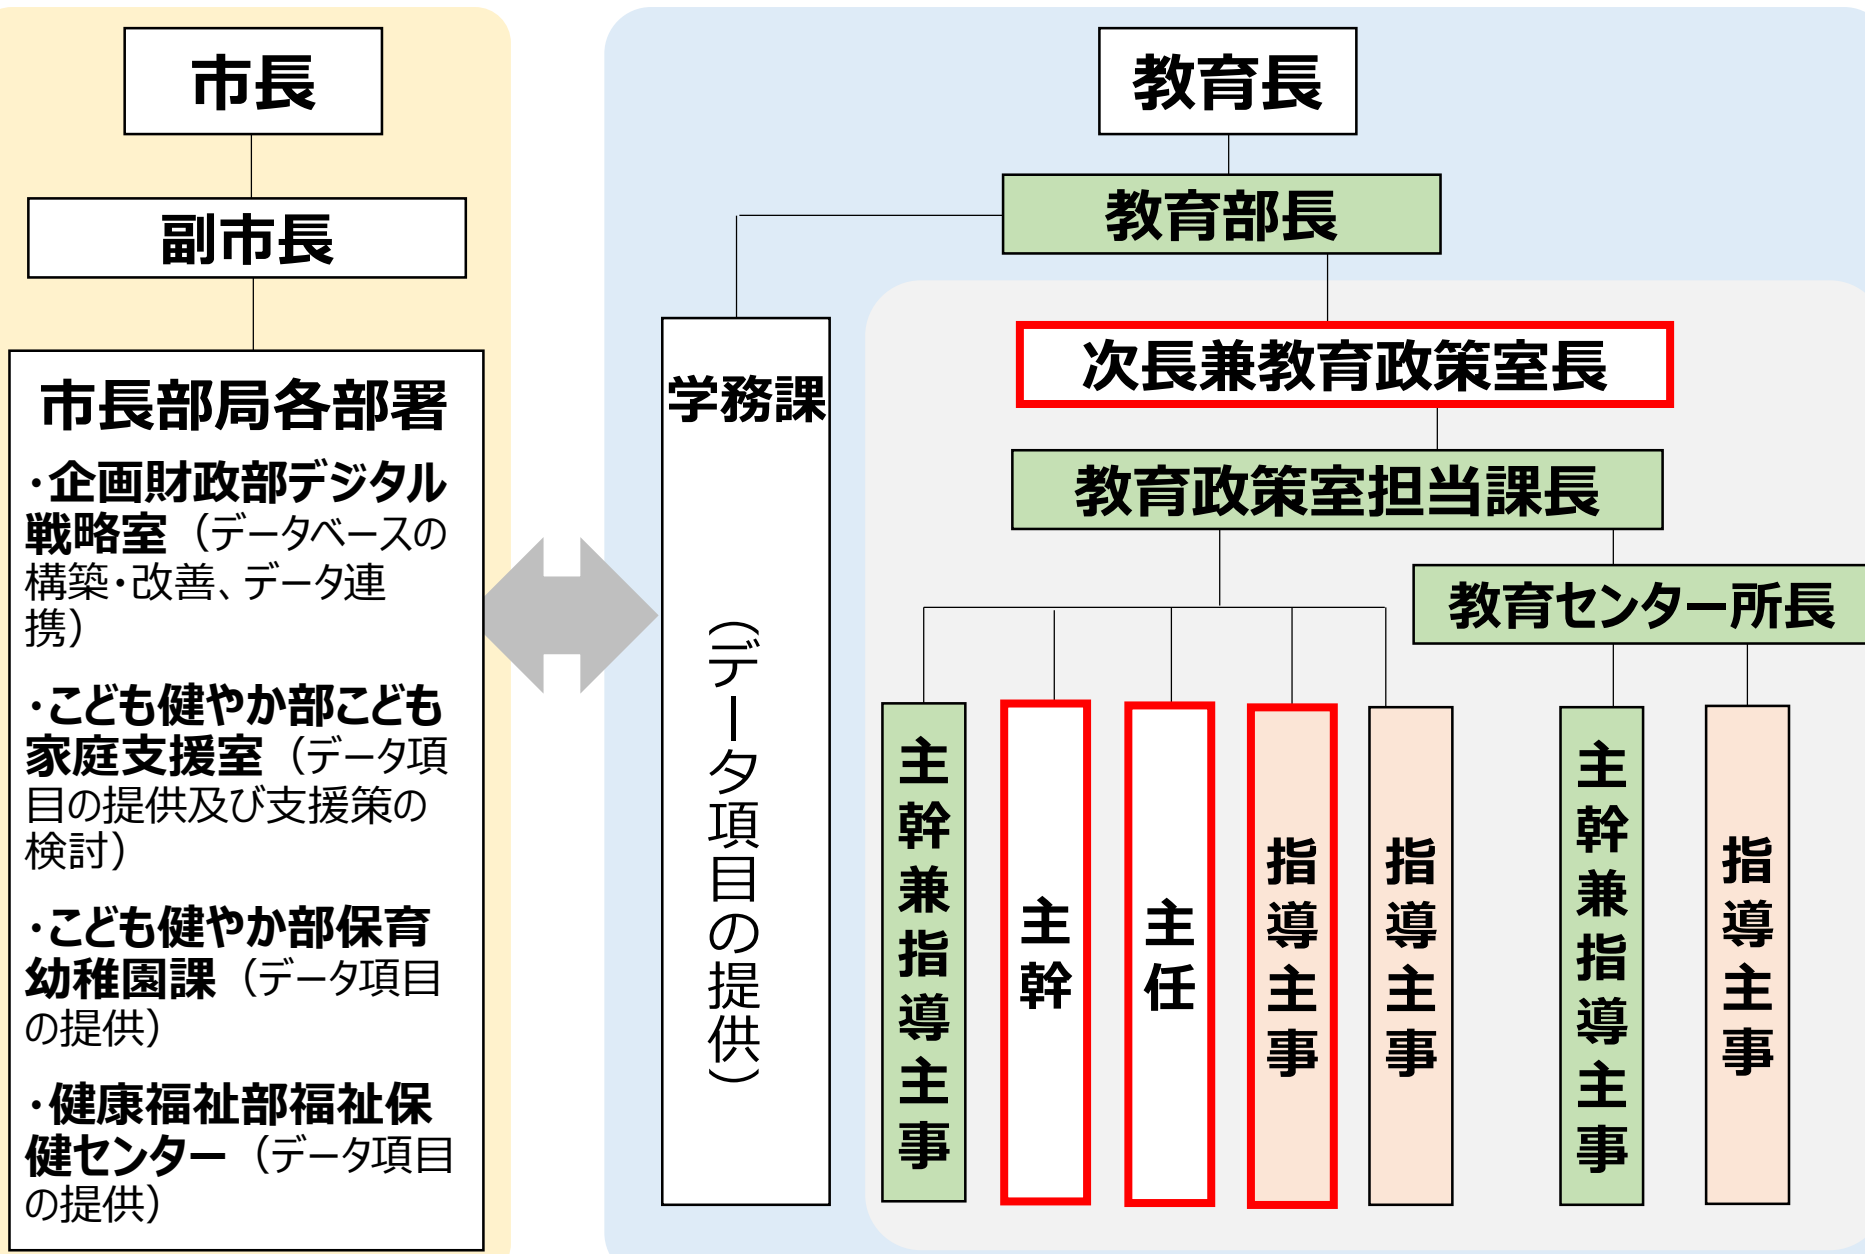 市長
副市長
市長部局各部署
・企画財政部デジタル
戦略室（データベースの
構築・改善、データ連
携）
・こども健やか部こども
家庭支援室（データ項
目の提供及び支援策の
検討）
・こども健やか部保育
幼稚園課（データ項目
の提供）
・健康福祉部福祉保
健センター（データ項目
の提供）
教育長
教育部長
学務課
（データ項目の提供）
次長兼教育政策室長
教育政策室担当課長
教育センター所長
主幹兼指導主事
主幹
主任
指導主事
指導主事
主幹兼指導主事
指導主事